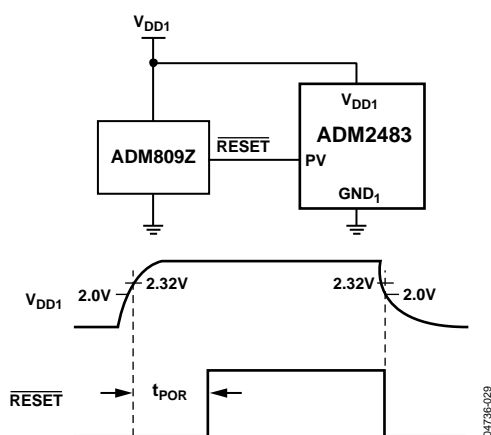 VDD1
VDD1
ADM2483
ADM809Z
RESET
PV
GND1
VDD1
2.0V
2.32V
2.32V
2.0V
RESET
tPOR
04736-029